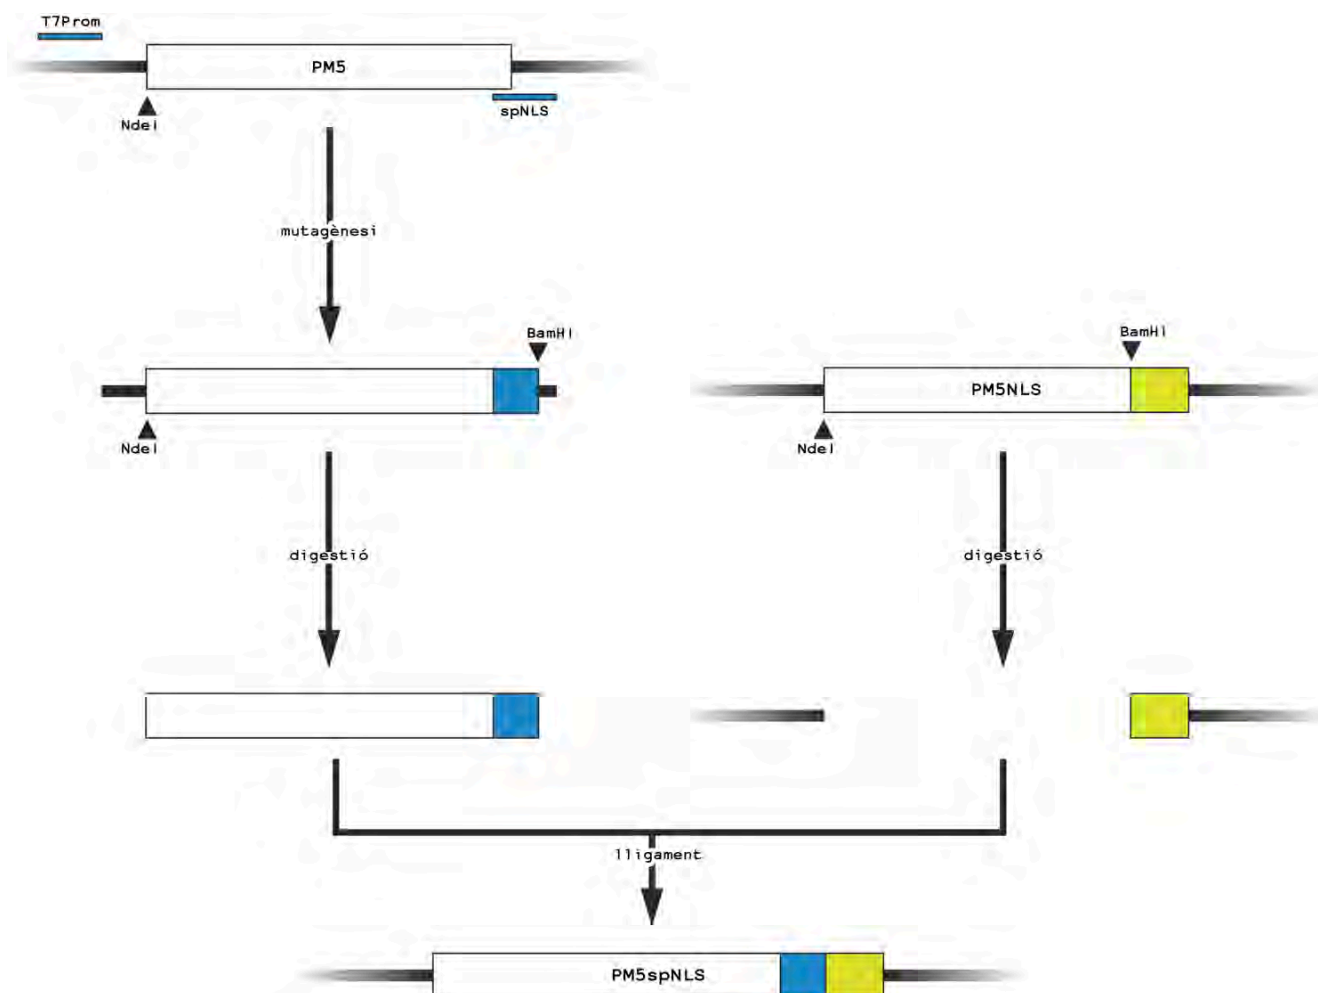 T7Prom
PM5
NdeI
spNLS
mutagènesi
BamHI
NdeI
BamHI
PM5NLS
NdeI
digestió
digestió
lligament
PM5spNLS